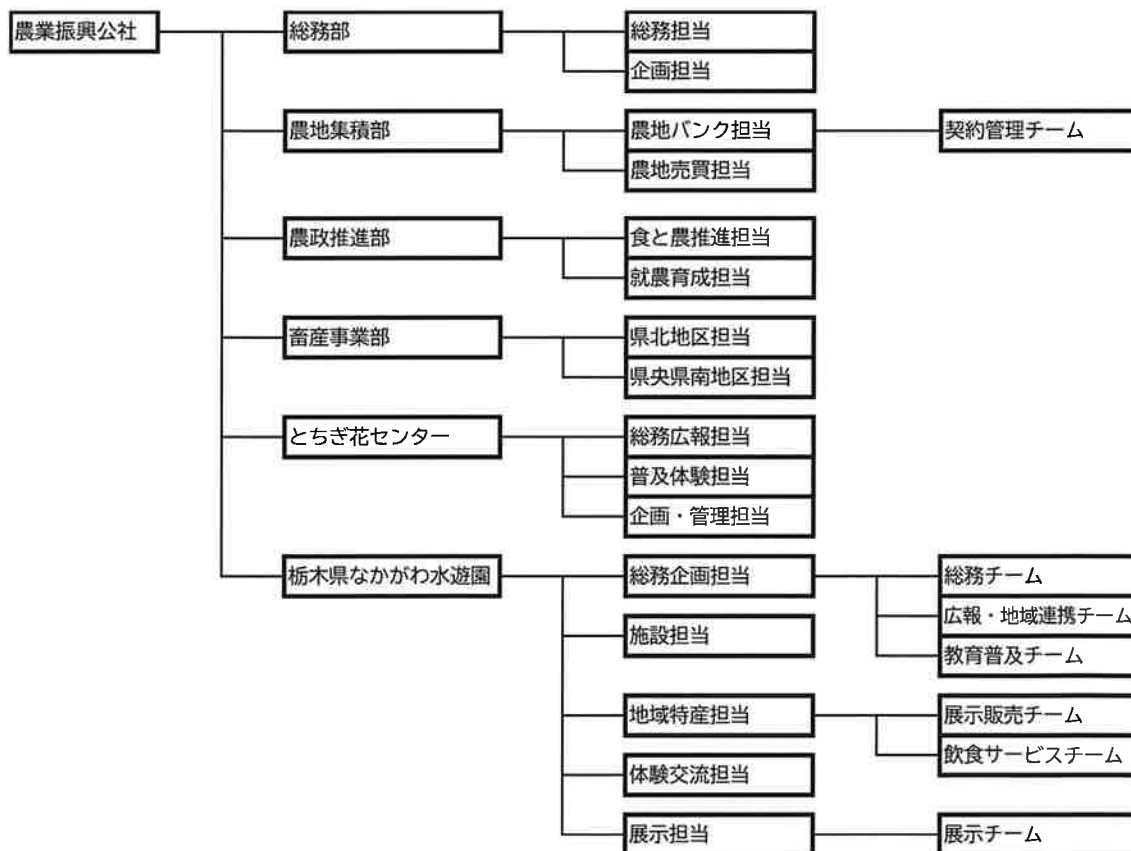 農業振興公社
総務部
総務担当
企画担当
農地集積部
農地バンク担当
契約管理チーム
農地売買担当
農政推進部
食と農推進担当
就農育成担当
畜産事業部
県北地区担当
県央県南地区担当
とちぎ花センター
総務広報担当
普及体験担当
企画・管理担当
栃木県なかがわ水遊園
総務企画担当
総務チーム
広報・地域連携チーム
教育普及チーム
施設担当
地域特産担当
展示販売チーム
飲食サービスチーム
体験交流担当
展示担当
展示チーム